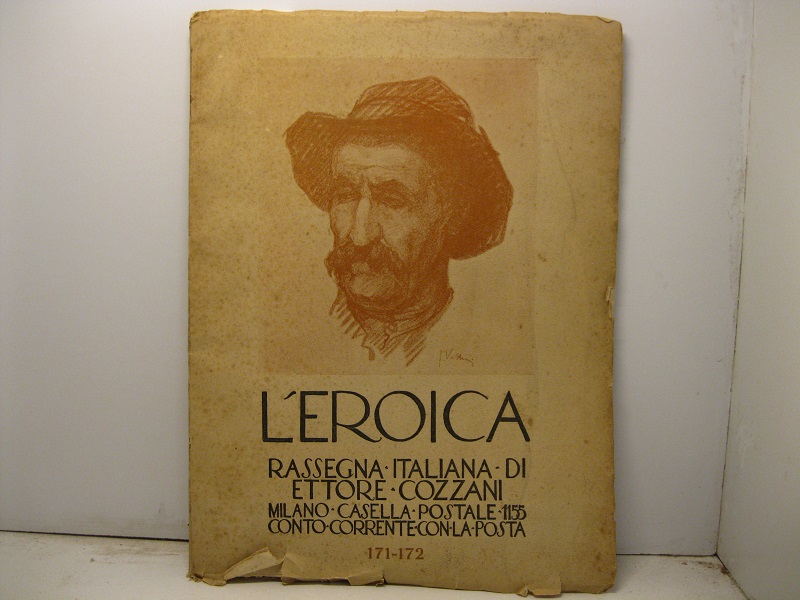 L'EROICA
RASSEGNA·ITALIANA·DI
ETTORE·COZZANI
MILANO·CASELLA·POSTALE·1155
CONTO·CORRENTE·CON·LA·POSTA
171-172